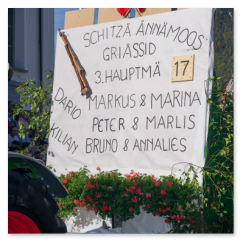 SCHITZÄ ÄNNÄMOOS
GRIASSID
3. HAUPTMÄ
17
DARIO
KILIAN
MARKUS & MARINA
PETER & MARLIS
BRUNO & ANNALIES